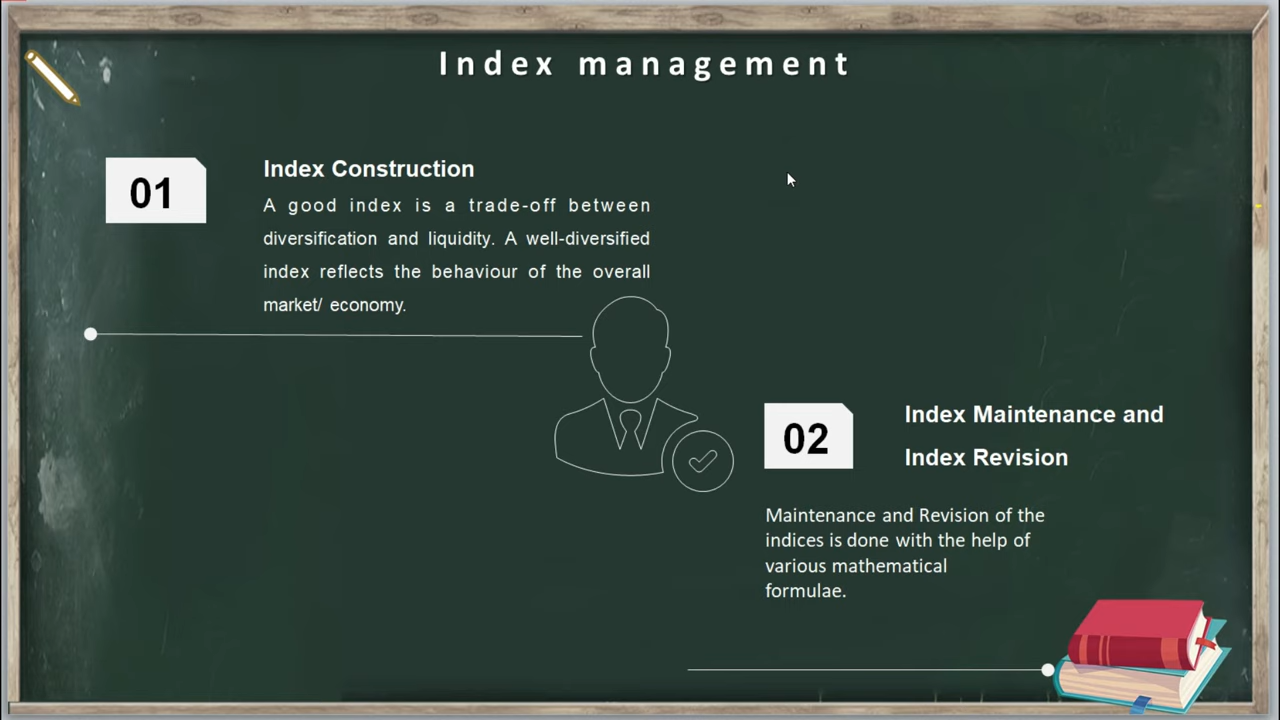 Index management
01
Index Construction
A good index is a trade-off between
diversification and liquidity. A well-diversified
index reflects the behaviour of the overall
market/ economy.
02
Index Maintenance and
Index Revision
Maintenance and Revision of the
indices is done with the help of
various mathematical
formulae.